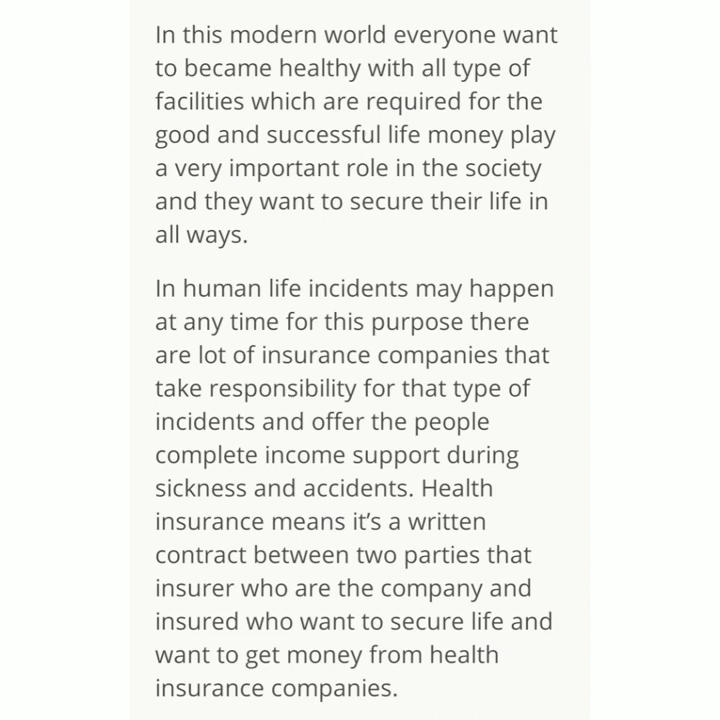 In this modern world everyone want
to became healthy with all type of
facilities which are required for the
good and successful life money play
a very important role in the society
and they want to secure their life in
all ways.
In human life incidents may happen
at any time for this purpose there
are lot of insurance companies that
take responsibility for that type of
incidents and offer the people
complete income support during
sickness and accidents. Health
insurance means it’s a written
contract between two parties that
insurer who are the company and
insured who want to secure life and
want to get money from health
insurance companies.